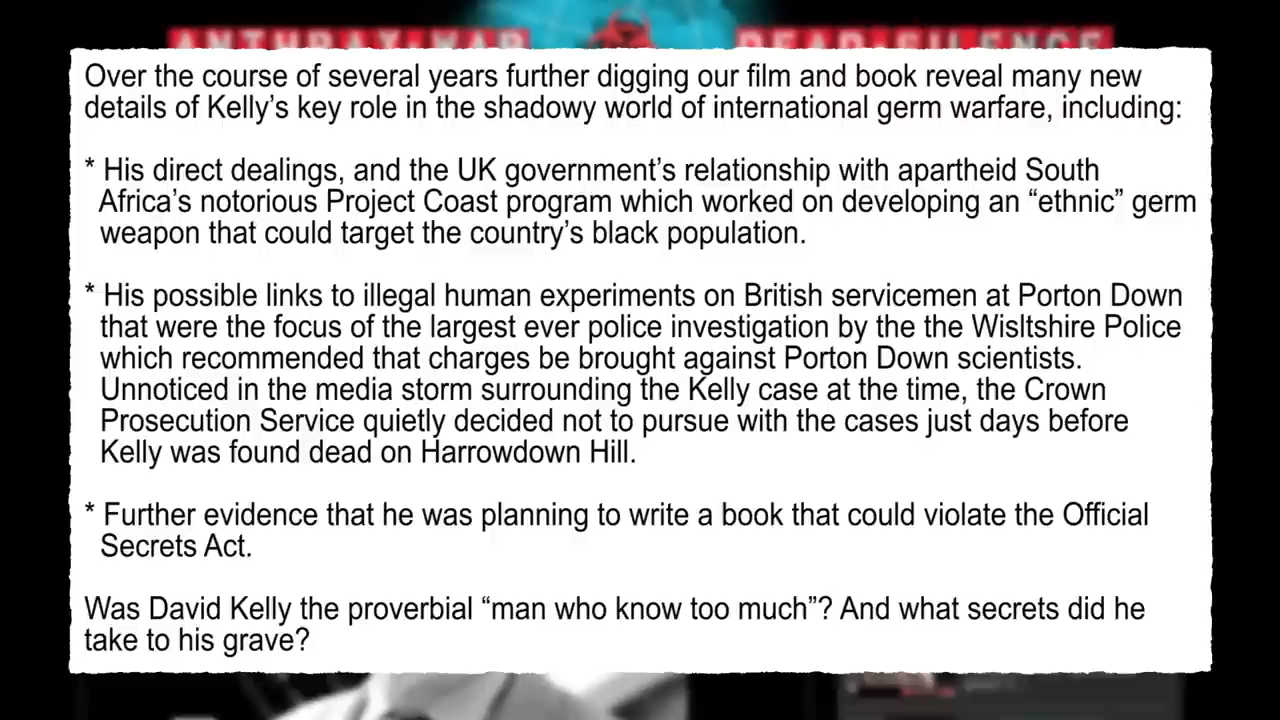 ANTHRAX WAR DEAD SILENCE
Over the course of several years further digging our film and book reveal many new
details of Kelly’s key role in the shadowy world of international germ warfare, including:
* His direct dealings, and the UK government’s relationship with apartheid South
Africa’s notorious Project Coast program which worked on developing an “ethnic” germ
weapon that could target the country’s black population.
* His possible links to illegal human experiments on British servicemen at Porton Down
that were the focus of the largest ever police investigation by the the Wisltshire Police
which recommended that charges be brought against Porton Down scientists.
Unnoticed in the media storm surrounding the Kelly case at the time, the Crown
Prosecution Service quietly decided not to pursue with the cases just days before
Kelly was found dead on Harrowdown Hill.
* Further evidence that he was planning to write a book that could violate the Official
Secrets Act.
Was David Kelly the proverbial “man who know too much”? And what secrets did he
take to his grave?